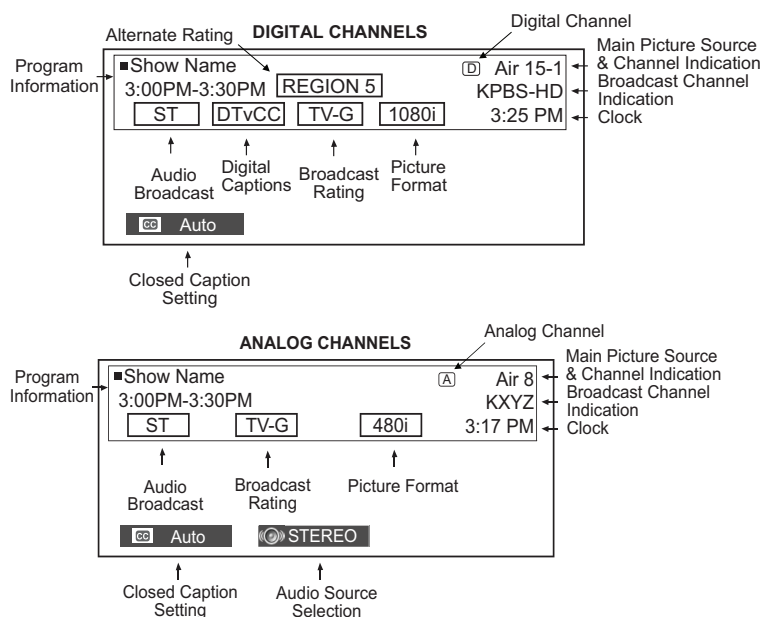 DIGITAL CHANNELS
Alternate Rating
Digital Channel
Program
Information
■Show Name
3:00PM-3:30PM
REGION 5
D Air 15-1
KPBS-HD
3:25 PM
ST
DTvCC
TV-G
1080i
Main Picture Source
& Channel Indication
Broadcast Channel
Indication
Clock
Audio
Broadcast
Digital
Captions
Broadcast
Rating
Picture
Format
CC Auto
Closed Caption
Setting
ANALOG CHANNELS
Analog Channel
Program
Information
■Show Name
3:00PM-3:30PM
A Air 8
KXYZ
3:17 PM
ST
TV-G
480i
Main Picture Source
& Channel Indication
Broadcast Channel
Indication
Clock
Audio
Broadcast
Broadcast
Rating
Picture Format
CC Auto
STEREO
Closed Caption
Setting
Audio Source
Selection